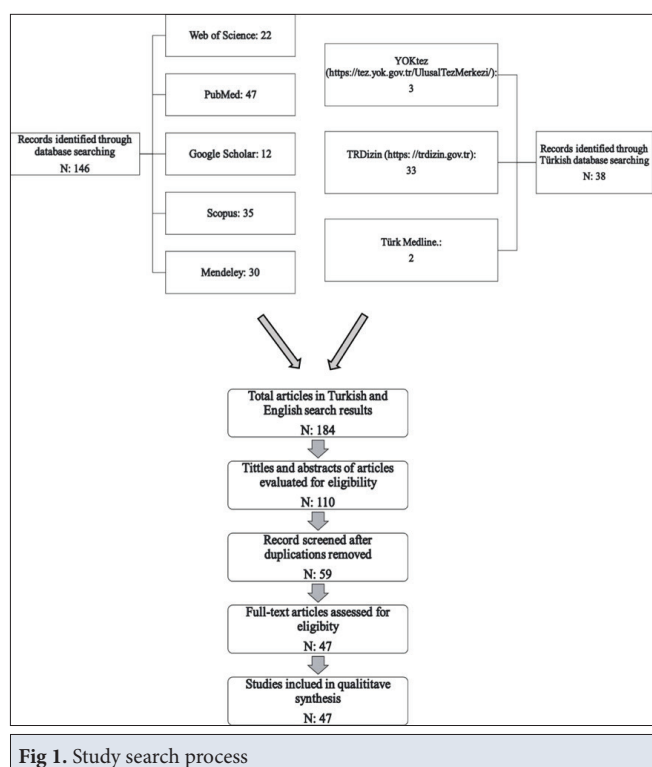 Web of Science: 22
PubMed: 47
Records identified through
database searching
N: 146
Google Scholar: 12
Scopus: 35
Mendeley: 30
YOKtez
(https://tez.yok.gov.tr/UlusalTezMerkezi/):
3
TRDizin (https: //trdizin.gov.tr):
33
Records identified through
Türkish database searching
N: 38
Türk Medline.:
2
Total articles in Turkish and
English search results
N: 184
Tittles and abstracts of articles
evaluated for eligibility
N: 110
Record screened after
duplications removed
N: 59
Full-text articles assessed for
eligibity
N: 47
Studies inclued in qualititave
synthesis
N: 47
Fig 1. Study search process